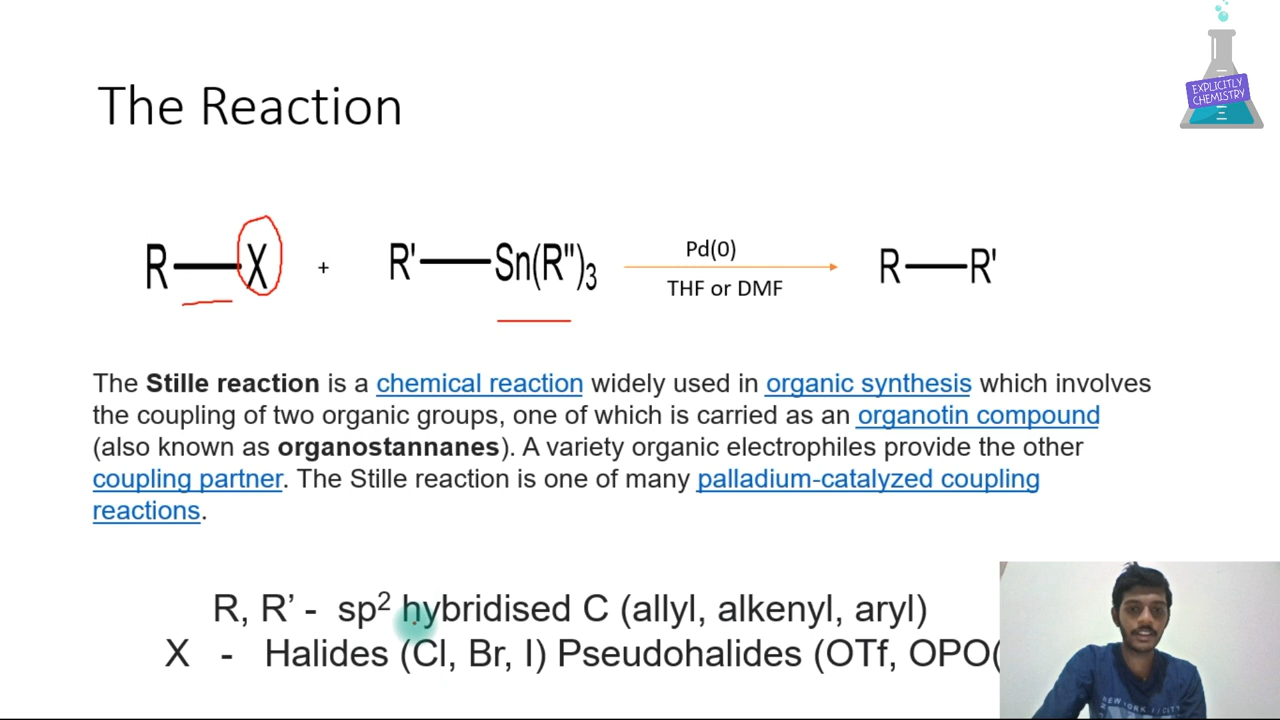 EXPLICITLY
CHEMISTRY
The Reaction
R—X + R'—Sn(R")₃ Pd(0) THF or DMF R—R'
The Stille reaction is a chemical reaction widely used in organic synthesis which involves
the coupling of two organic groups, one of which is carried as an organotin compound
(also known as organostannanes). A variety organic electrophiles provide the other
coupling partner. The Stille reaction is one of many palladium-catalyzed coupling
reactions.
R, R’ - sp² hybridised C (allyl, alkenyl, aryl)
X - Halides (Cl, Br, I) Pseudohalides (OTf, OPO(
NEW YORK